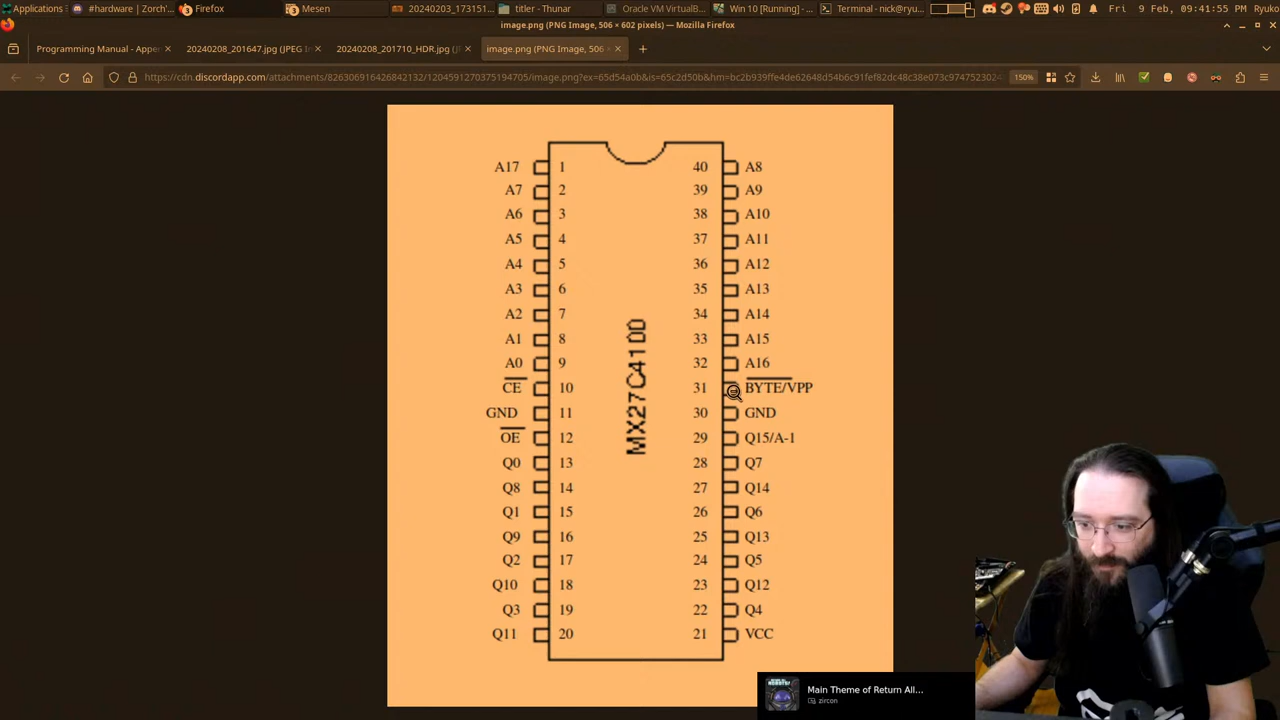 Applications
#hardware | Zorch'...
Firefox
Mesen
20240203_173151...
titler - Thunar
Oracle VM VirtualB...
Win 10 [Running] - ...
Terminal - nick@ryu...
Fri 9 Feb, 09:41:55 PM Ryuko
image.png (PNG Image, 506 × 602 pixels) — Mozilla Firefox
Programming Manual - Appen
20240208_201647.jpg (JPEG I
20240208_201710_HDR.jpg (J
image.png (PNG Image, 506 ×
150%
A17 1 40 A8
A7 2 39 A9
A6 3 38 A10
A5 4 37 A11
A4 5 36 A12
A3 6 35 A13
A2 7 34 A14
A1 8 33 A15
A0 9 32 A16
CE 10 31 BYTE/VPP
GND 11 30 GND
OE 12 29 Q15/A-1
Q0 13 28 Q7
Q8 14 27 Q14
Q1 15 26 Q6
Q9 16 25 Q13
Q2 17 24 Q5
Q10 18 23 Q12
Q3 19 22 Q4
Q11 20 21 VCC
MX27C4100
Main Theme of Return All...
zircon